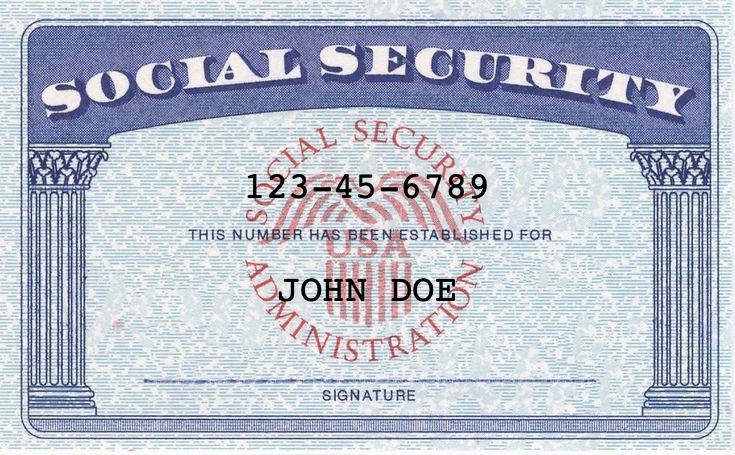 SOCIAL SECURITY
SOCIAL SECURITY
123-45-6789
THIS NUMBER HAS BEEN ESTABLISHED FOR
USA
JOHN DOE
ADMINISTRATION
SIGNATURE